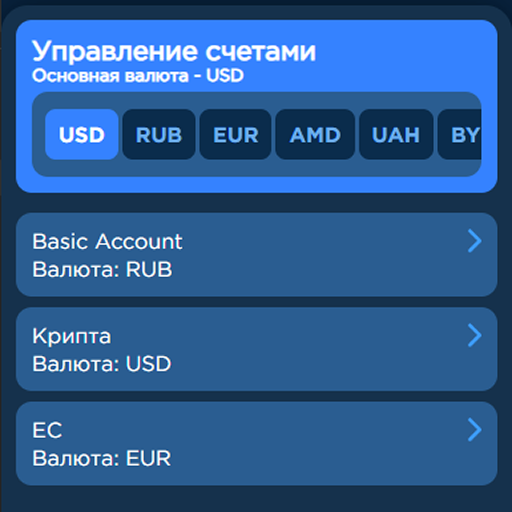 Управление счетами
Основная валюта - USD
USD RUB EUR AMD UAH BY
Basic Account
Валюта: RUB
Крипта
Валюта: USD
ЕС
Валюта: EUR